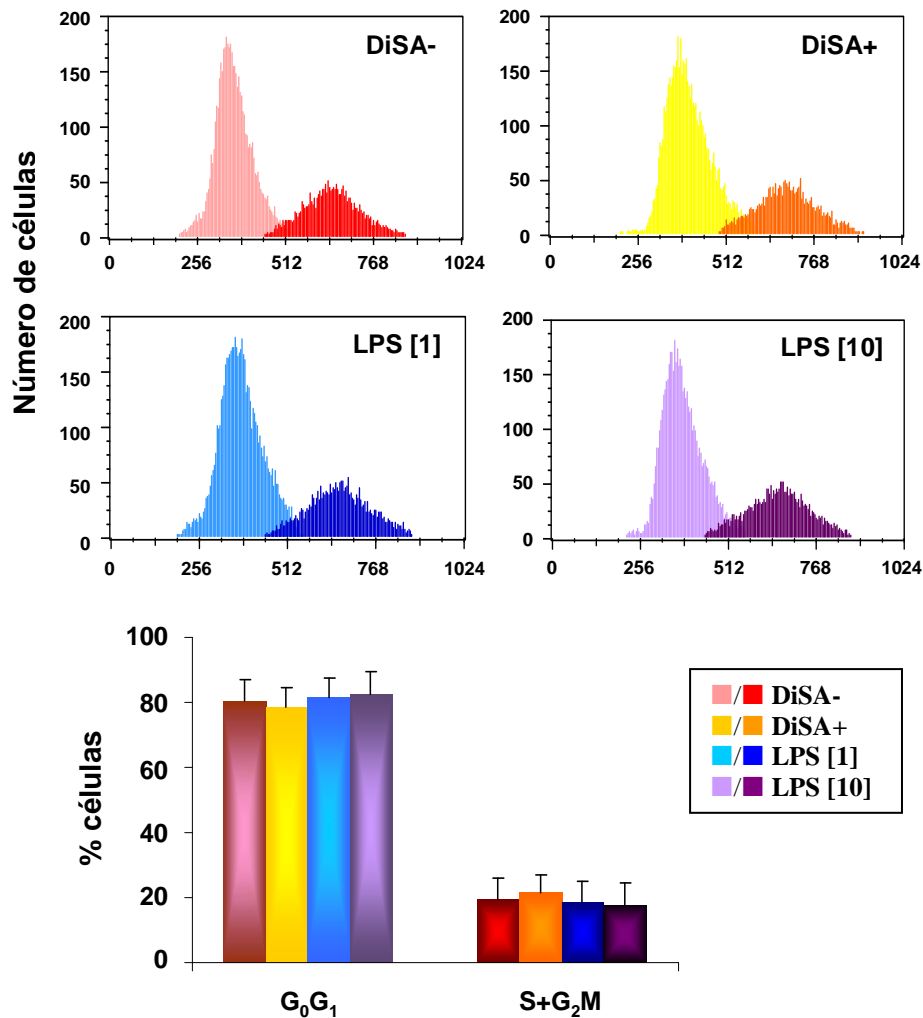 Número de células
DiSA-
200
150
100
50
0
0 256 512 768 1024
DiSA+
200
150
100
50
0
0 256 512 768 1024
LPS [1]
200
150
100
50
0
0 256 512 768 1024
LPS [10]
200
150
100
50
0
0 256 512 768 1024
% células
100
80
60
40
20
0
G₀G₁ S+G₂M
/ DiSA-
/ DiSA+
/ LPS [1]
/ LPS [10]